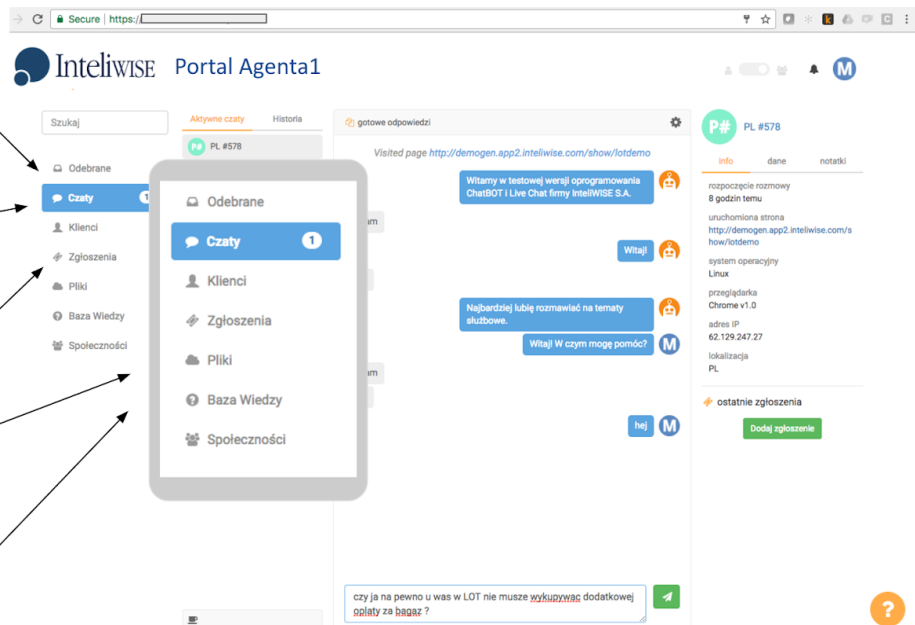 Secure | https://
InteliWISE Portal Agenta1
M
Szukaj
Odebrane
Czaty 1
Klienci
Zgłoszenia
Pliki
Baza Wiedzy
Społeczności
Odebrane
Czaty 1
Klienci
Zgłoszenia
Pliki
Baza Wiedzy
Społeczności
Aktywne czaty Historia
P# PL #578
gotowe odpowiedzi
Visited page http://demogen.app2.inteliwise.com/show/lotdemo
Witamy w testowej wersji oprogramowania
ChatBOT i Live Chat firmy InteliWISE S.A.
am
Witaj!
Najbardziej lubię rozmawiać na tematy
służbowe.
Witaj! W czym mogę pomóc? M
am
hej M
czy ja na pewno u was w LOT nie musze wykupywac dodatkowej
oplaty za bagaz ?
P# PL #578
info dane notatki
rozpoczęcie rozmowy
8 godzin temu
uruchomiona strona
http://demogen.app2.inteliwise.com/s
how/lotdemo
system operacyjny
Linux
przeglądarka
Chrome v1.0
adres IP
62.129.247.27
lokalizacja
PL
ostatnie zgłoszenia
Dodaj zgłoszenie
?